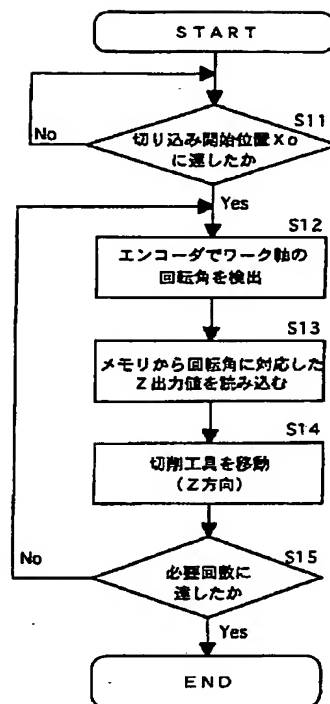 START
S11
No
切り込み開始位置Xo
に達したか
Yes
S12
エンコーダでワーク軸の
回転角を検出
S13
メモリから回転角に対応した
Z出力値を読み込む
S14
切削工具を移動
(Z方向)
No
S15
必要回数に
達したか
Yes
END